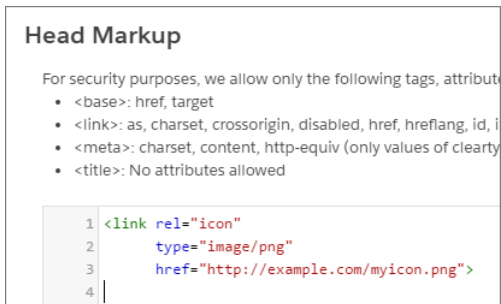 Head Markup
For security purposes, we allow only the following tags, attribut
• <base>: href, target
• <link>: as, charset, crossorigin, disabled, href, hreflang, id, i
• <meta>: charset, content, http-equiv (only values of clearty
• <title>: No attributes allowed
1 <link rel="icon"
2 type="image/png"
3 href="http://example.com/myicon.png">
4